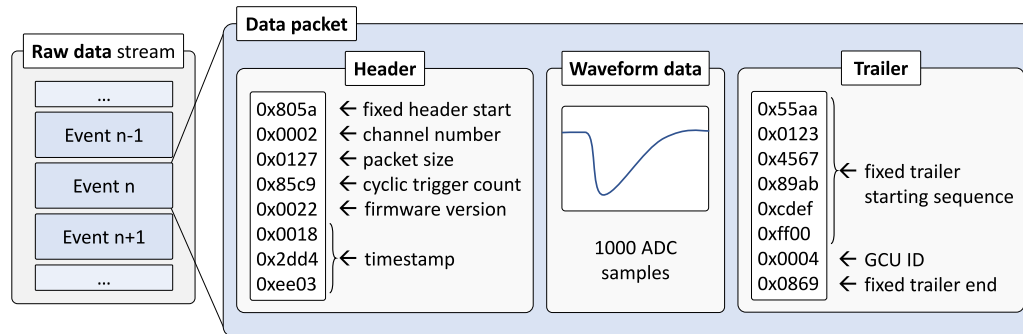 Raw data stream
...
Event n-1
Event n
Event n+1
...
Data packet
Header
0x805a ← fixed header start
0x0002 ← channel number
0x0127 ← packet size
0x85c9 ← cyclic trigger count
0x0022 ← firmware version
0x0018
0x2dd4 ← timestamp
0xee03
Waveform data
1000 ADC
samples
Trailer
0x55aa
0x0123
0x4567
0x89ab
0xcdef
0xff00
← fixed trailer
starting sequence
0x0004 ← GCU ID
0x0869 ← fixed trailer end